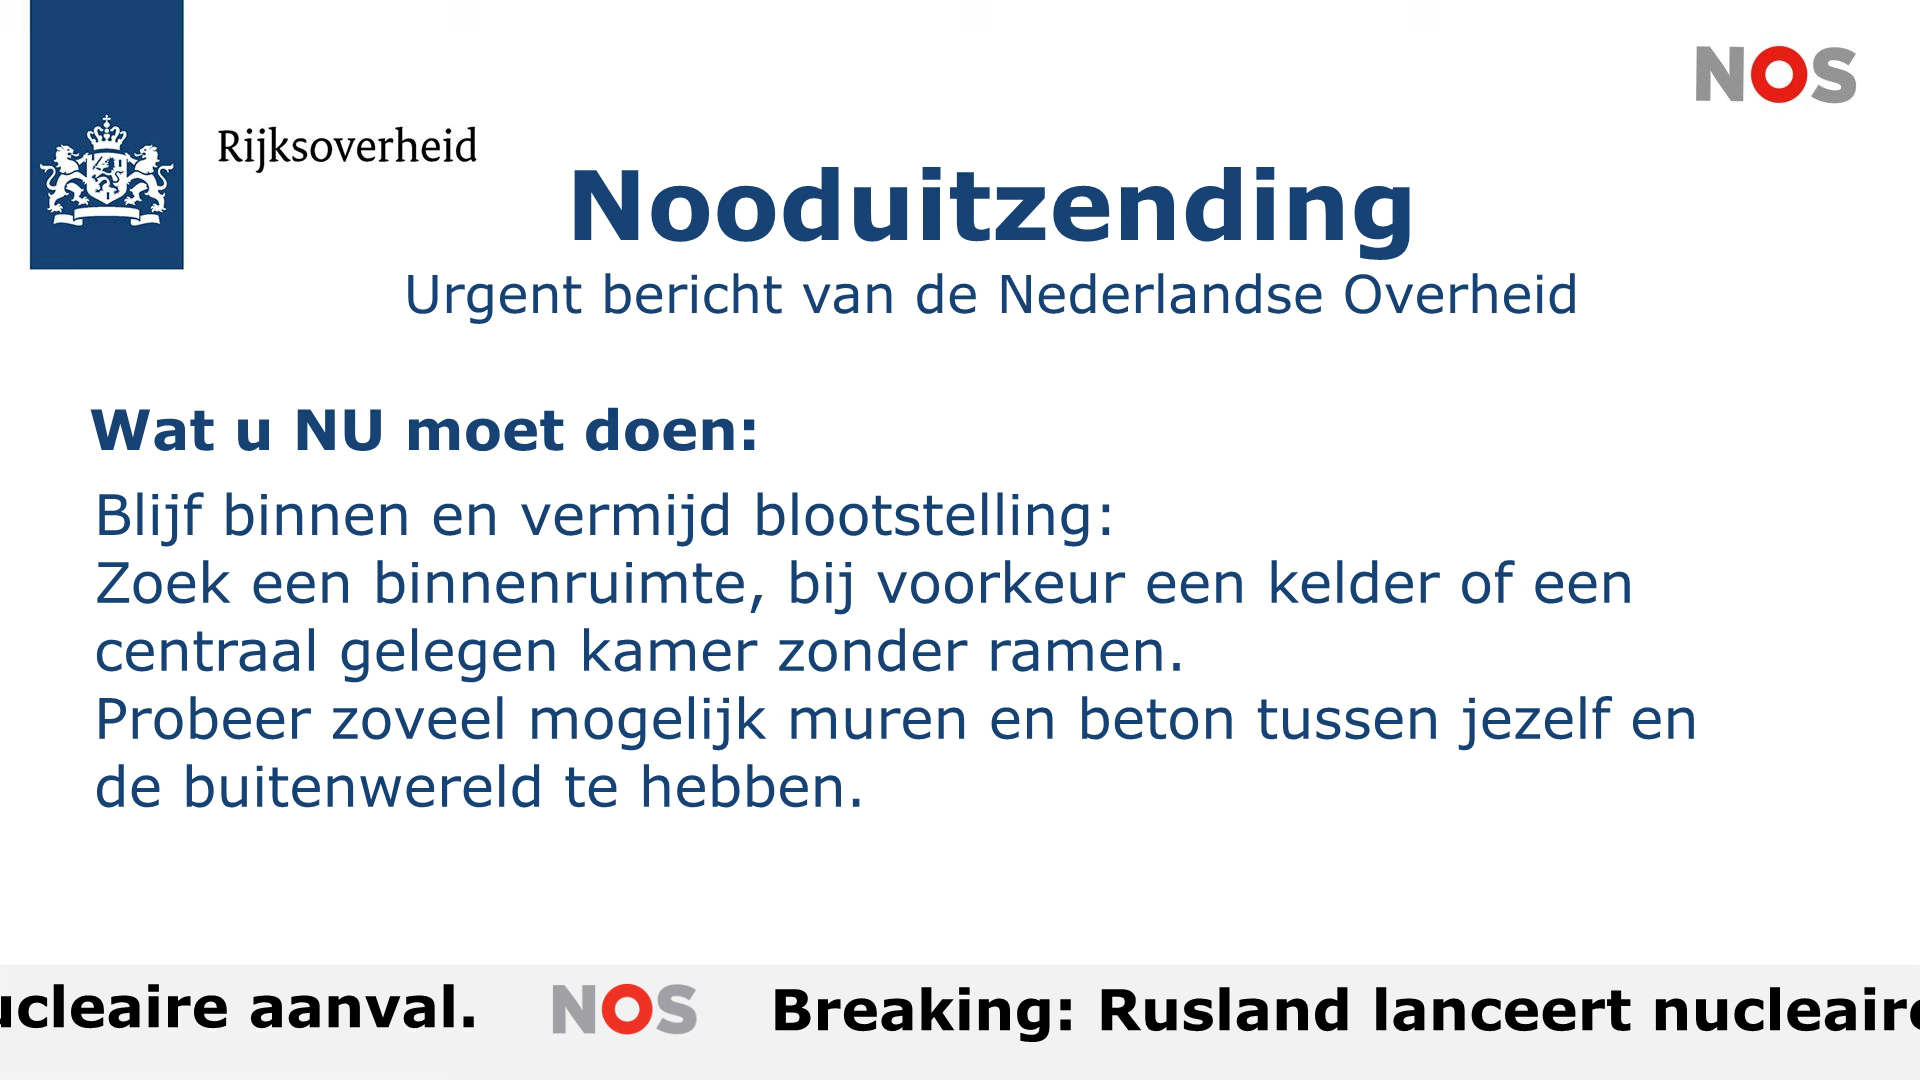 NOS
Rijksoverheid
Nooduitzending
Urgent bericht van de Nederlandse Overheid
Wat u NU moet doen:
Blijf binnen en vermijd blootstelling:
Zoek een binnenruimte, bij voorkeur een kelder of een
centraal gelegen kamer zonder ramen.
Probeer zoveel mogelijk muren en beton tussen jezelf en
de buitenwereld te hebben.
ucleaire aanval. NOS Breaking: Rusland lanceert nucleaire